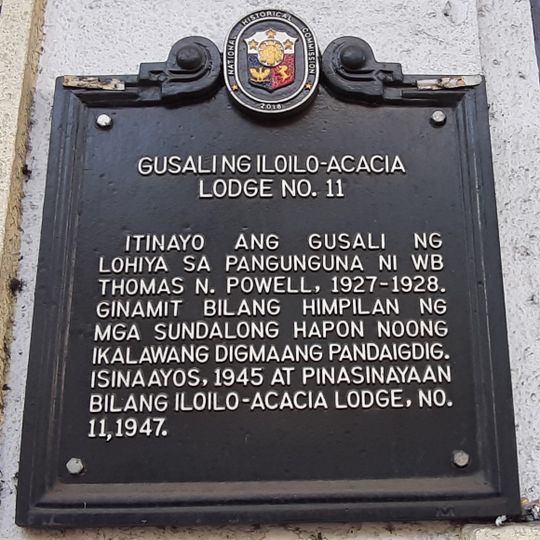 NATIONAL HISTORICAL COMMISSION
2018
GUSALI NG ILOILO-ACACIA
LODGE NO. 11
ITINAYO ANG GUSALI NG
LOHIYA SA PANGUNGUNA NI WB
THOMAS N. POWELL, 1927-1928.
GINAMIT BILANG HIMPILAN NG
MGA SUNDALONG HAPON NOONG
IKALAWANG DIGMAANG PANDAIGDIG.
ISINAAYOS, 1945 AT PINASINAYAAN
BILANG ILOILO-ACACIA LODGE, NO.
11,1947.